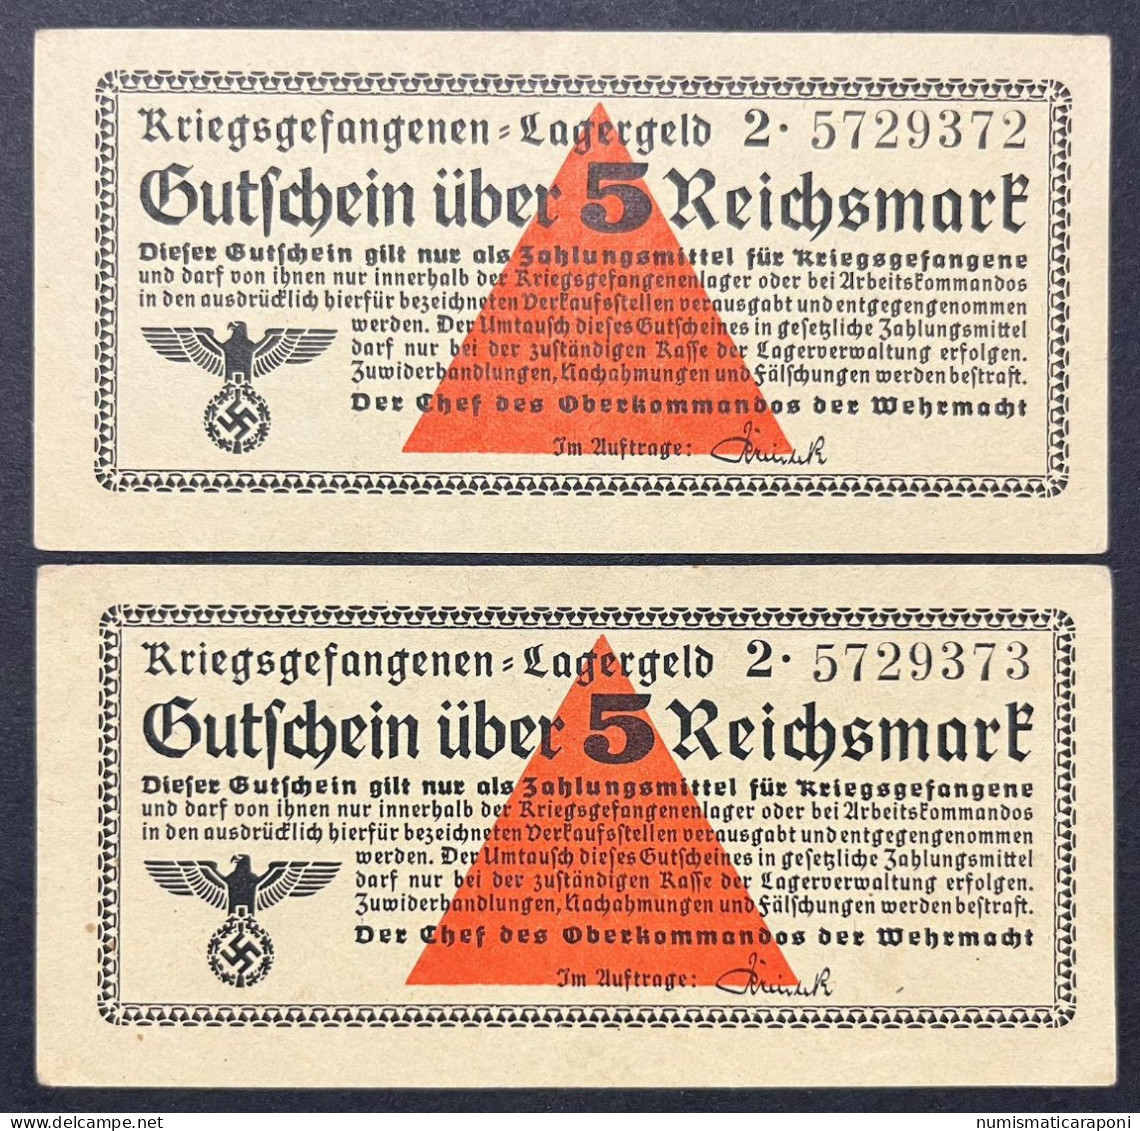 Kriegsgefangenen-Lagergeld 2 · 5729372
Gutschein über 5 Reichsmark
Dieser Gutschein gilt nur als Zahlungsmittel für Kriegsgefangene
und darf von ihnen nur innerhalb der Kriegsgefangenenlager oder bei Arbeitskommandos
in den ausdrücklich hierfür bezeichneten Verkaufsstellen verausgabt und entgegengenommen
werden. Der Umtausch dieses Gutscheines in gesetzliche Zahlungsmittel
darf nur bei der zuständigen Kasse der Lagerverwaltung erfolgen.
Zuwiderhandlungen, Nachahmungen und Fälschungen werden bestraft.
Der Chef des Oberkommandos der Wehrmacht
Im Auftrage:
Kriegsgefangenen-Lagergeld 2 · 5729373
Gutschein über 5 Reichsmark
Dieser Gutschein gilt nur als Zahlungsmittel für Kriegsgefangene
und darf von ihnen nur innerhalb der Kriegsgefangenenlager oder bei Arbeitskommandos
in den ausdrücklich hierfür bezeichneten Verkaufsstellen verausgabt und entgegengenommen
werden. Der Umtausch dieses Gutscheines in gesetzliche Zahlungsmittel
darf nur bei der zuständigen Kasse der Lagerverwaltung erfolgen.
Zuwiderhandlungen, Nachahmungen und Fälschungen werden bestraft.
Der Chef des Oberkommandos der Wehrmacht
Im Auftrage:
numismaticaraponi